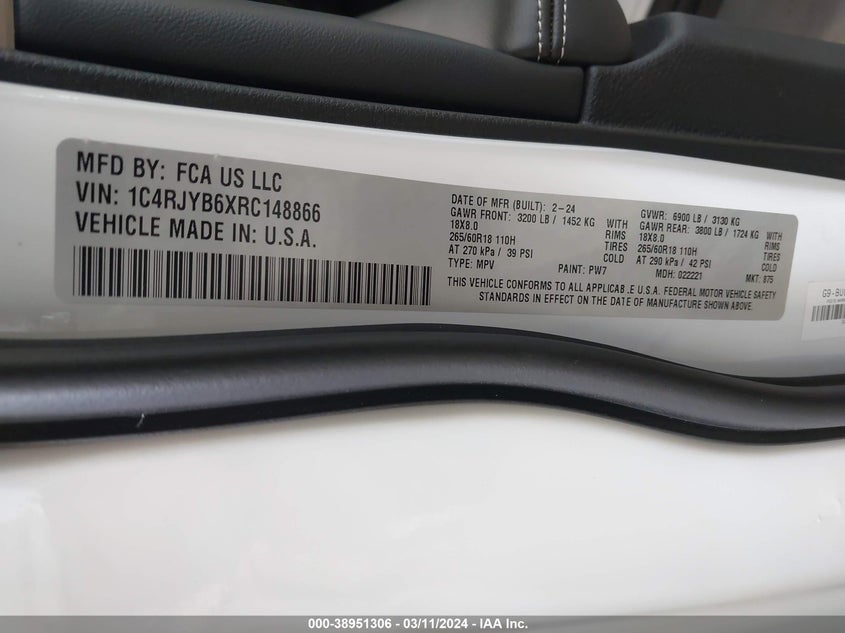 MFD BY: FCA US LLC
VIN: 1C4RJYB6XRC148866
VEHICLE MADE IN: U.S.A.
DATE OF MFR (BUILT): 2-24 GVWR: 6900 LB / 3130 KG
GAWR FRONT: 3200 LB / 1452 KG WITH GAWR REAR: 3800 LB / 1724 KG WITH
18X8.0 RIMS 18X8.0 RIMS
265/60R18 110H TIRES 265/60R18 110H TIRES
AT 270 kPa / 39 PSI COLD AT 290 kPa / 42 PSI COLD
TYPE: MPV PAINT: PW7 MDH: 022221 MKT: 875
THIS VEHICLE CONFORMS TO ALL APPLICAB.E U.S.A. FEDERAL MOTOR VEHICLE SAFETY
STANDARDS IN EFFECT ON THE DATE OF MANUFACTURE SHOWN ABOVE.
000-38951306 - 03/11/2024 - IAA Inc.